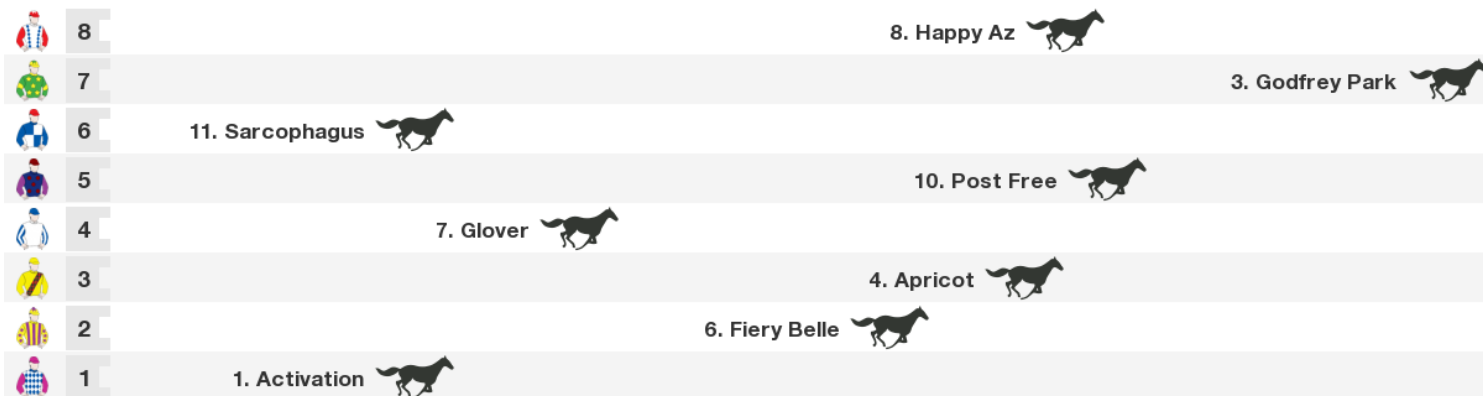 8 8. Happy Az
7 3. Godfrey Park
6 11. Sarcophagus
5 10. Post Free
4 7. Glover
3 4. Apricot
2 6. Fiery Belle
1 1. Activation